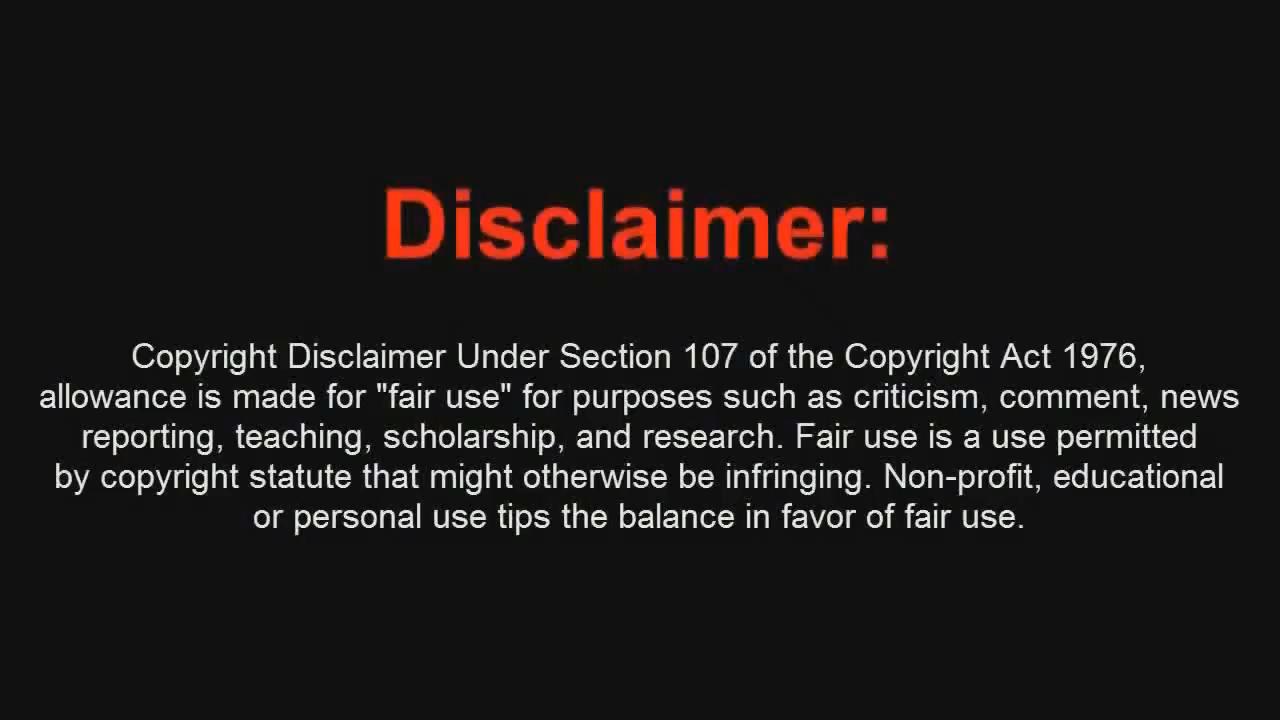 Disclaimer:
Copyright Disclaimer Under Section 107 of the Copyright Act 1976,
allowance is made for "fair use" for purposes such as criticism, comment, news
reporting, teaching, scholarship, and research. Fair use is a use permitted
by copyright statute that might otherwise be infringing. Non-profit, educational
or personal use tips the balance in favor of fair use.